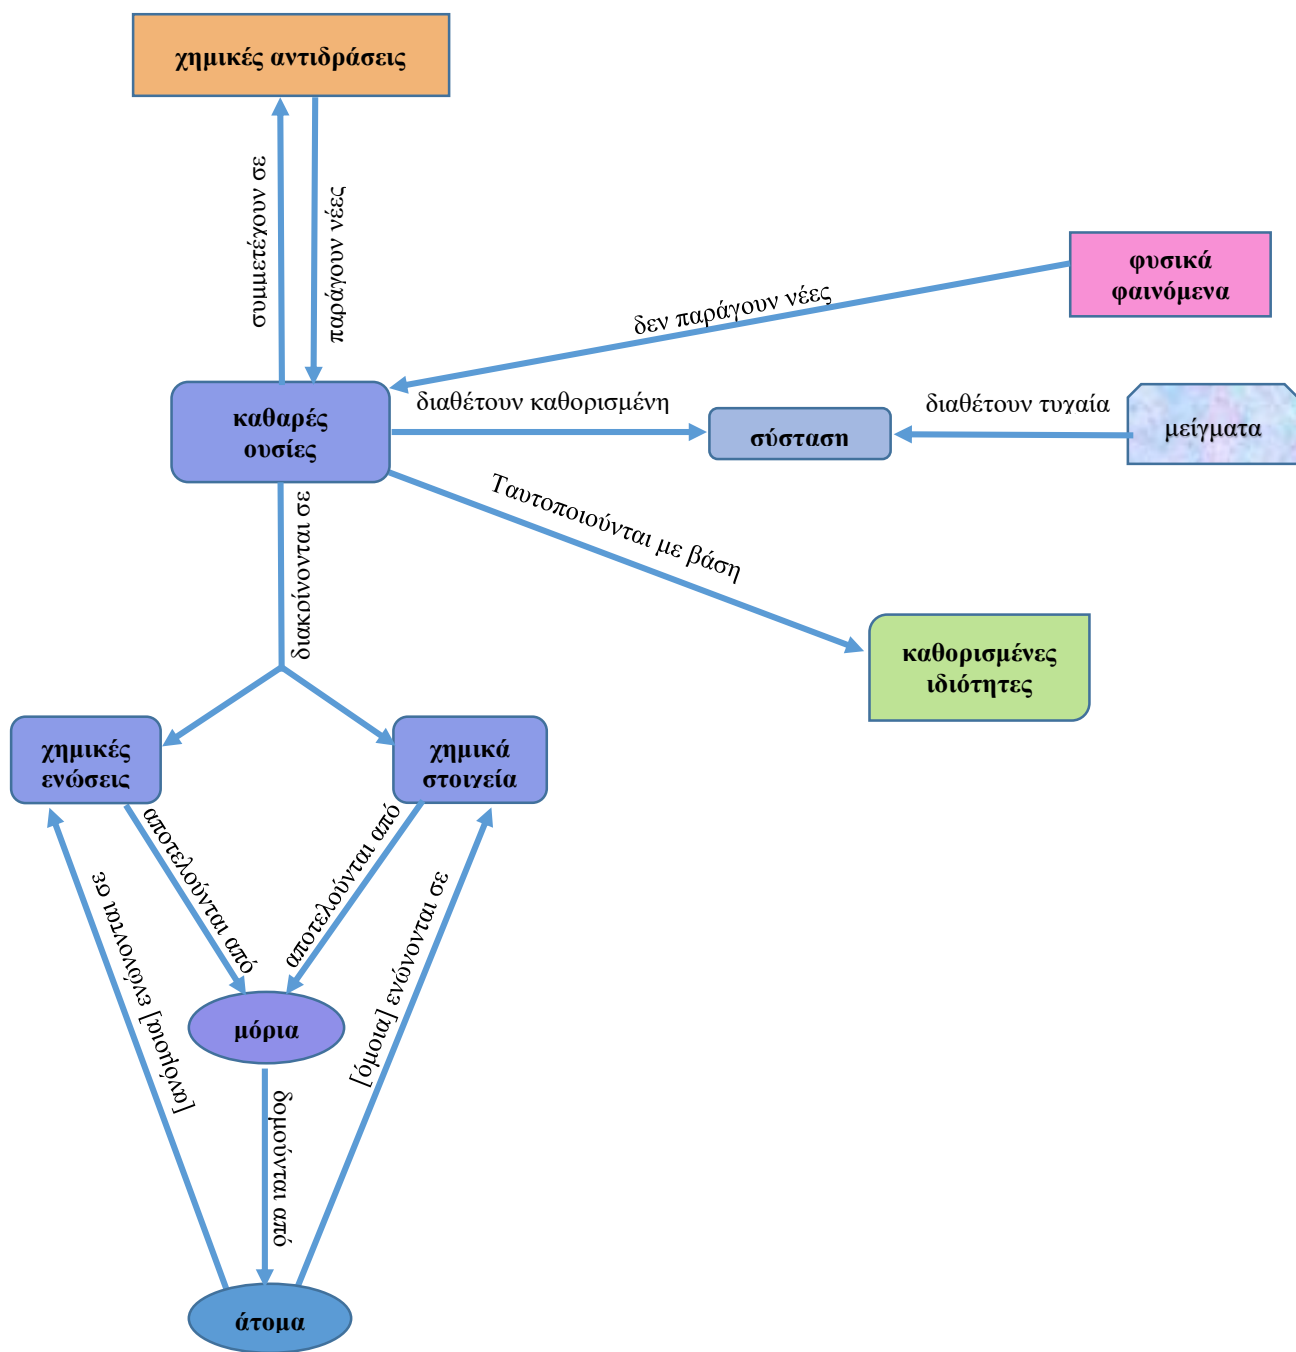 χημικές αντιδράσεις
συμμετέχουν σε
παράγουν νέες
φυσικά
φαινόμενα
δεν παράγουν νέες
καθαρές
ουσίες
διαθέτουν καθορισμένη
σύσταση
διαθέτουν τυχαία
μείγματα
Ταυτοποιούνται με βάση
διακρίνονται σε
καθορισμένες
ιδιότητες
χημικές
ενώσεις
χημικά
στοιχεία
αποτελούνται από
αποτελούνται από
[ανόμοια] ενώνονται σε
[όμοια] ενώνονται σε
μόρια
δομούνται από
άτομα